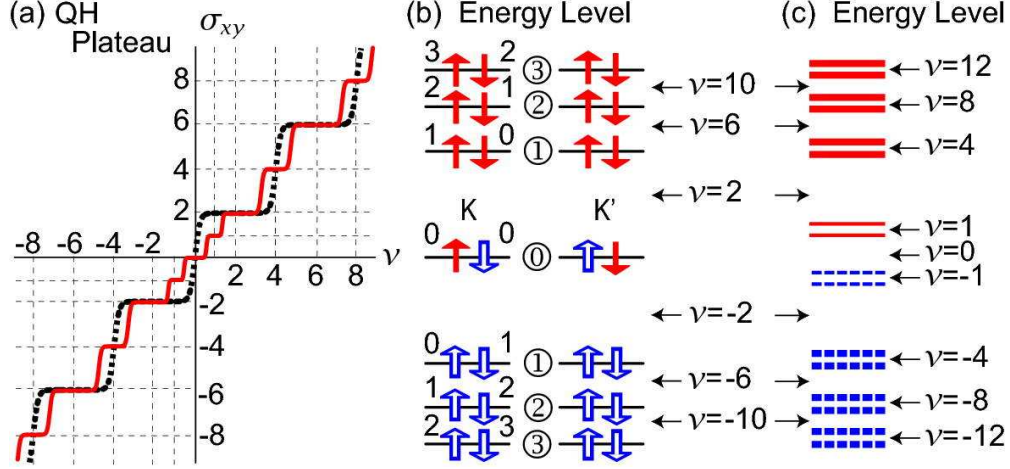 (a) QH
Plateau
σxy
8
6
4
2
-8 -6 -4 -2
2 4 6 8
ν
-2
-4
-6
-8
(b) Energy Level
3 2 ③
2 1 ②
1 0 ①
K K'
0 0 ⓪
0 1 ①
1 2 ②
2 3 ③
← ν=10 →
← ν=6 →
← ν=2 →
← ν=-2 →
← ν=-6 →
← ν=-10 →
(c) Energy Level
← ν=12
← ν=8
← ν=4
← ν=1
← ν=0
← ν=-1
← ν=-4
← ν=-8
← ν=-12